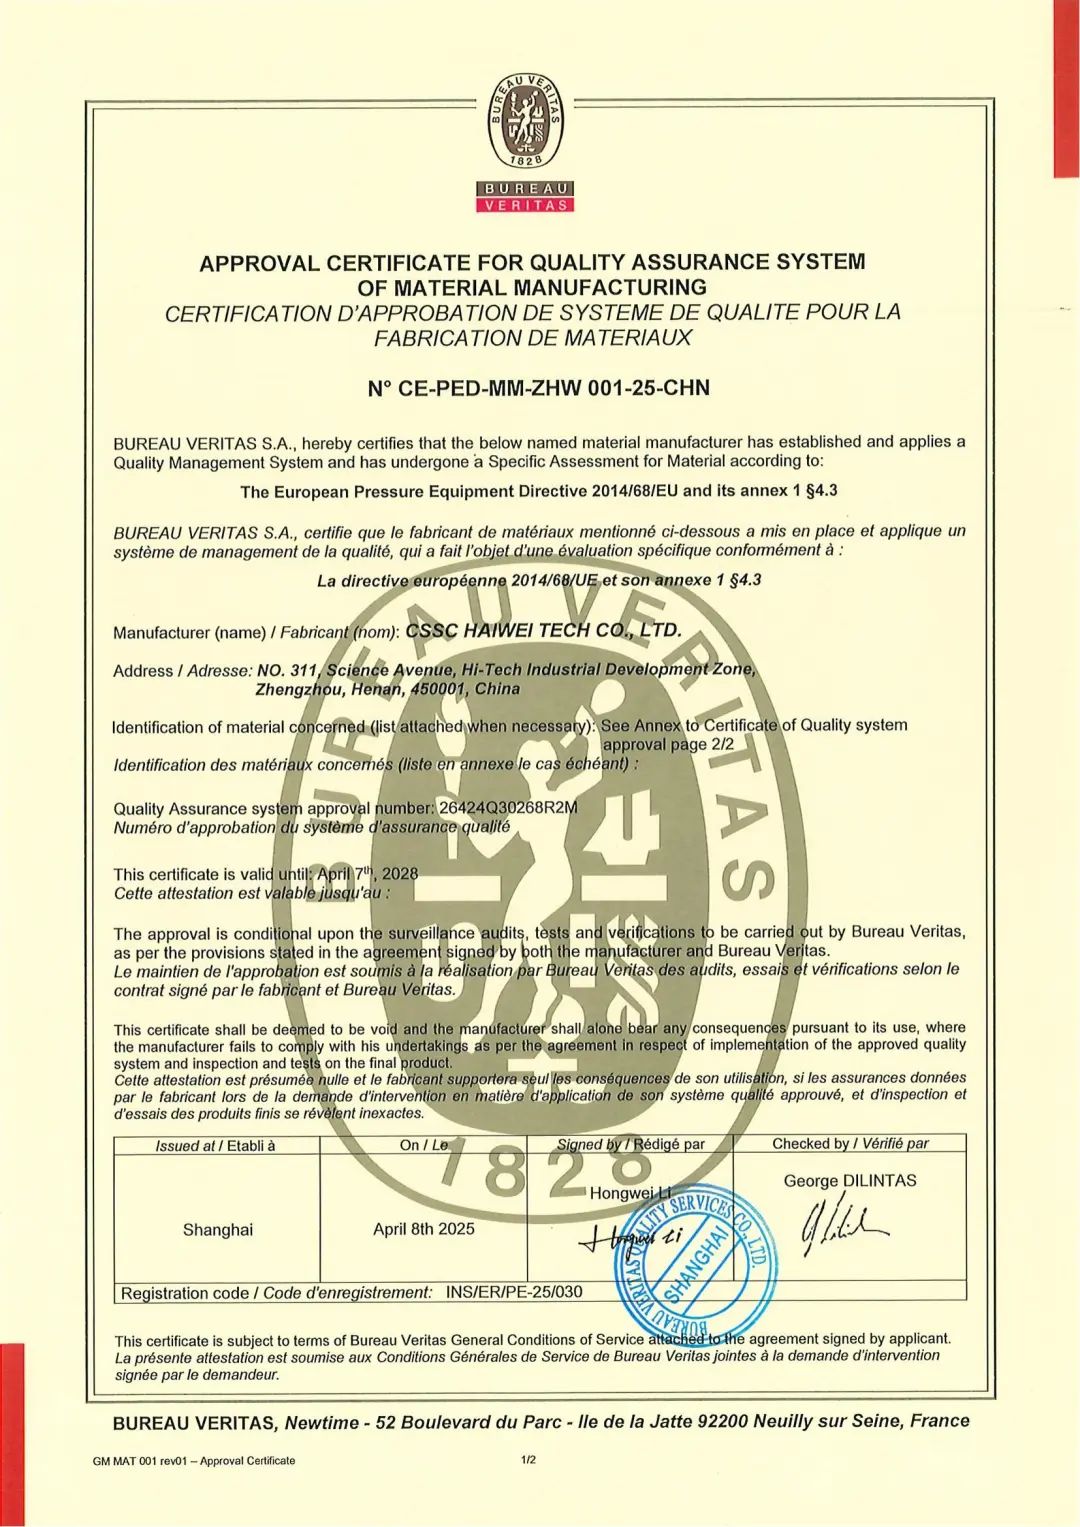 BUREAU VERITAS
1828
BUREAU
VERITAS
APPROVAL CERTIFICATE FOR QUALITY ASSURANCE SYSTEM
OF MATERIAL MANUFACTURING
CERTIFICATION D'APPROBATION DE SYSTEME DE QUALITE POUR LA
FABRICATION DE MATERIAUX
N° CE-PED-MM-ZHW 001-25-CHN
BUREAU VERITAS S.A., hereby certifies that the below named material manufacturer has established and applies a
Quality Management System and has undergone a Specific Assessment for Material according to:
The European Pressure Equipment Directive 2014/68/EU and its annex 1 §4.3
BUREAU VERITAS S.A., certifie que le fabricant de matériaux mentionné ci-dessous a mis en place et applique un
système de management de la qualité, qui a fait l'objet d'une évaluation spécifique conformément à :
La directive européenne 2014/68/UE et son annexe 1 §4.3
Manufacturer (name) / Fabricant (nom): CSSC HAIWEI TECH CO., LTD.
Address / Adresse: NO. 311, Science Avenue, Hi-Tech Industrial Development Zone,
Zhengzhou, Henan, 450001, China
Identification of material concerned (list attached when necessary): See Annex to Certificate of Quality system
approval page 2/2
Identification des matériaux concernés (liste en annexe le cas échéant) :
Quality Assurance system approval number: 26424Q30268R2M
Numéro d'approbation du système d'assurance qualité
This certificate is valid until: April 7th, 2028
Cette attestation est valable jusqu'au :
The approval is conditional upon the surveillance audits, tests and verifications to be carried out by Bureau Veritas,
as per the provisions stated in the agreement signed by both the manufacturer and Bureau Veritas.
Le maintien de l'approbation est soumis à la réalisation par Bureau Veritas des audits, essais et vérifications selon le
contrat signé par le fabricant et Bureau Veritas.
This certificate shall be deemed to be void and the manufacturer shall alone bear any consequences pursuant to its use, where
the manufacturer fails to comply with his undertakings as per the agreement in respect of implementation of the approved quality
system and inspection and tests on the final product.
Cette attestation est présumée nulle et le fabricant supportera seul les conséquences de son utilisation, si les assurances données
par le fabricant lors de la demande d'intervention en matière d'application de son système qualité approuvé, et d'inspection et
d'essais des produits finis se révèlent inexactes.
BUREAU VERITAS
1828
Issued at / Etabli à On / Le Signed by / Rédigé par Checked by / Vérifié par
Hongwei Li George DILINTAS
Shanghai April 8th 2025 Hongwei Li
BUREAU VERITAS QUALITY SERVICES CO., LTD.
SHANGHAI
Registration code / Code d'enregistrement: INS/ER/PE-25/030
This certificate is subject to terms of Bureau Veritas General Conditions of Service attached to the agreement signed by applicant.
La présente attestation est soumise aux Conditions Générales de Service de Bureau Veritas jointes à la demande d'intervention
signée par le demandeur.
BUREAU VERITAS, Newtime - 52 Boulevard du Parc - Ile de la Jatte 92200 Neuilly sur Seine, France
GM MAT 001 rev01 – Approval Certificate 1/2